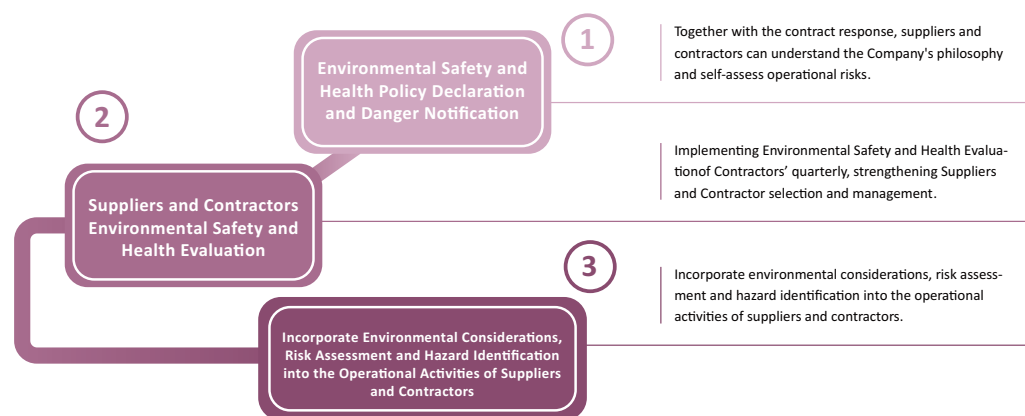 1
Environmental Safety and
Health Policy Declaration
and Danger Notification
Together with the contract response, suppliers and
contractors can understand the Company's philosophy
and self-assess operational risks.
2
Suppliers and Contractors
Environmental Safety and
Health Evaluation
Implementing Environmental Safety and Health Evalua-
tionof Contractors’ quarterly, strengthening Suppliers
and Contractor selection and management.
3
Incorporate Environmental Considerations,
Risk Assessment and Hazard Identification
into the Operational Activities of Suppliers
and Contractors
Incorporate environmental considerations, risk assess-
ment and hazard identification into the operational
activities of suppliers and contractors.